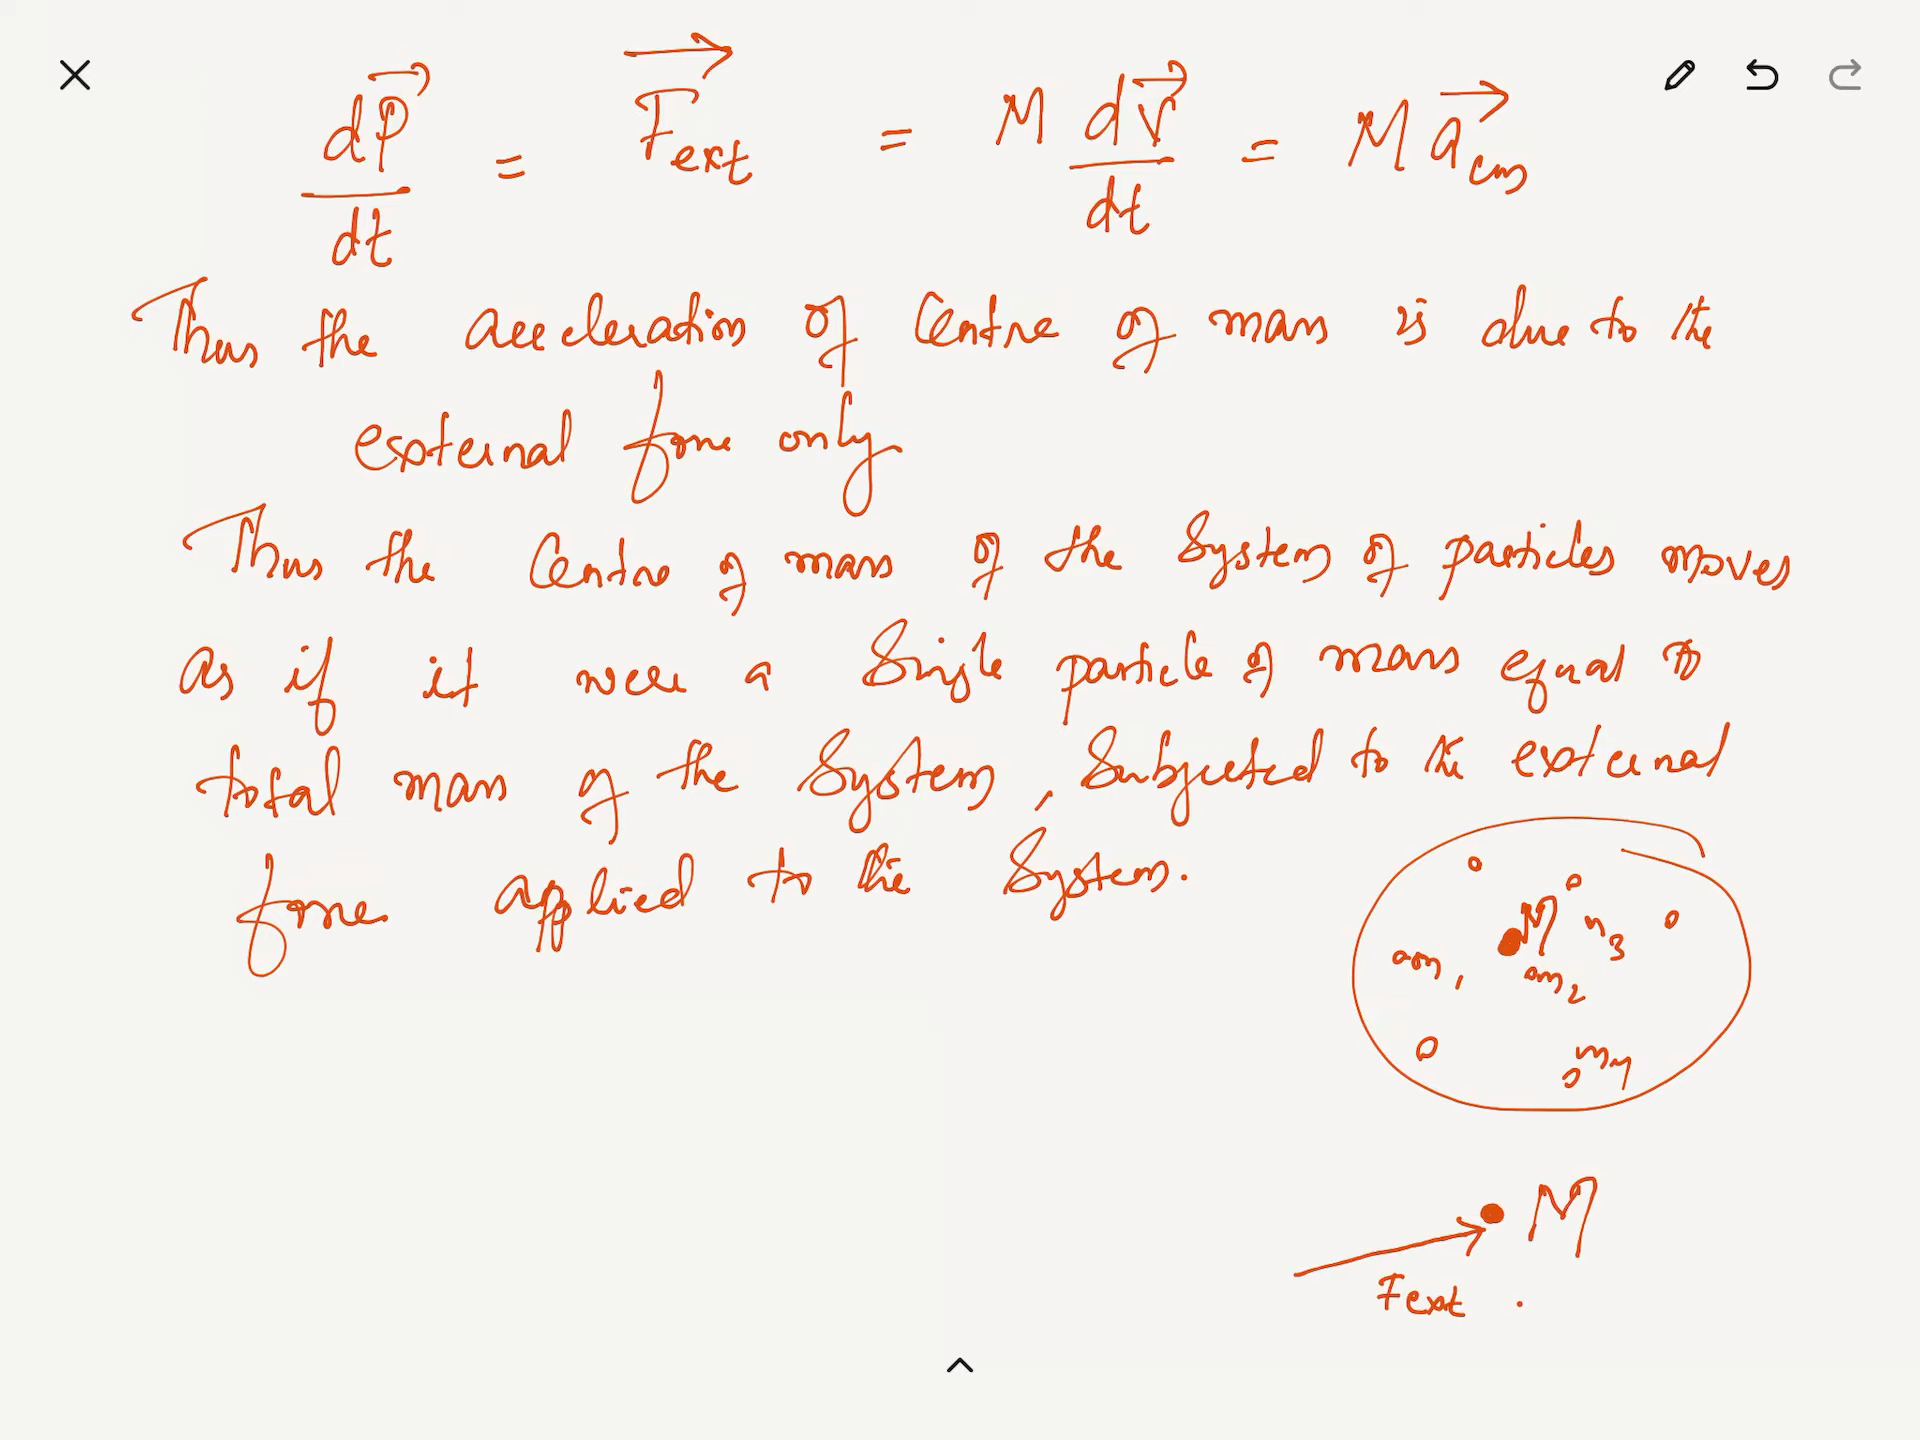 dP⃗/dt = F⃗ext = M dv⃗/dt = M a⃗cm
Thus the acceleration of Centre of mass is due to the
external force only
Thus the Centre of mass of the System of particles moves
as if it were a Single particle of mass equal to
total mass of the System, Subjected to the external
force applied to the System.
M m3
m1 m2
m4
M
Fext .